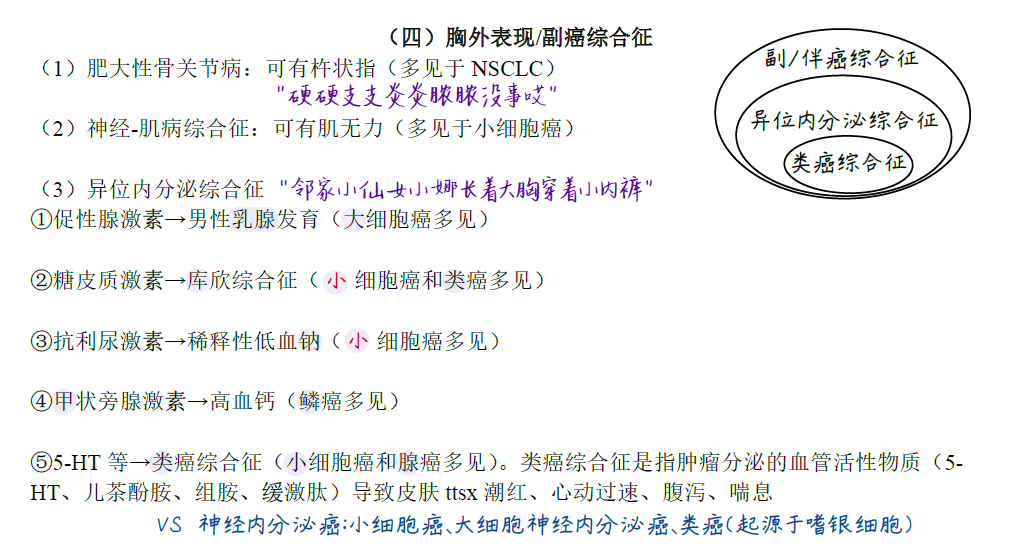 （四）胸外表现/副癌综合征
（1）肥大性骨关节病：可有杵状指（多见于 NSCLC）
"硬硬支支炎炎脓脓没事哎"
（2）神经-肌病综合征：可有肌无力（多见于小细胞癌）
（3）异位内分泌综合征 "邻家小仙女小娜长着大胸穿着小内裤"
①促性腺激素→男性乳腺发育（大细胞癌多见）
②糖皮质激素→库欣综合征（ 小 细胞癌和类癌多见）
③抗利尿激素→稀释性低血钠（ 小 细胞癌多见）
④甲状旁腺激素→高血钙（鳞癌多见）
⑤5-HT 等→类癌综合征（小细胞癌和腺癌多见）。类癌综合征是指肿瘤分泌的血管活性物质（5-
HT、儿茶酚胺、组胺、缓激肽）导致皮肤 ttsx 潮红、心动过速、腹泻、喘息
VS 神经内分泌癌:小细胞癌、大细胞神经内分泌癌、类癌(起源于嗜银细胞)
副/伴癌综合征
异位内分泌综合征
类癌综合征